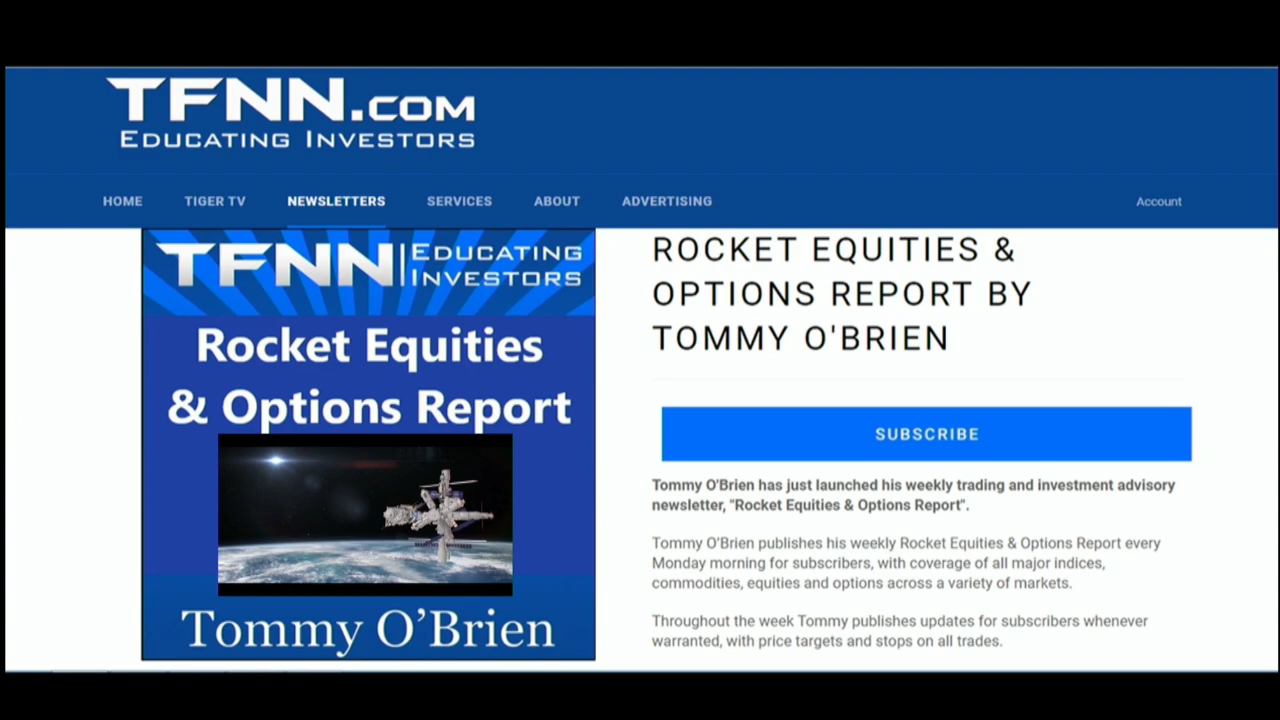 TFNN.COM
EDUCATING INVESTORS
HOME TIGER TV NEWSLETTERS SERVICES ABOUT ADVERTISING Account
TFNN | EDUCATING INVESTORS
Rocket Equities
& Options Report
Tommy O’Brien
ROCKET EQUITIES &
OPTIONS REPORT BY
TOMMY O'BRIEN
SUBSCRIBE
Tommy O'Brien has just launched his weekly trading and investment advisory
newsletter, "Rocket Equities & Options Report".
Tommy O'Brien publishes his weekly Rocket Equities & Options Report every
Monday morning for subscribers, with coverage of all major indices,
commodities, equities and options across a variety of markets.
Throughout the week Tommy publishes updates for subscribers whenever
warranted, with price targets and stops on all trades.